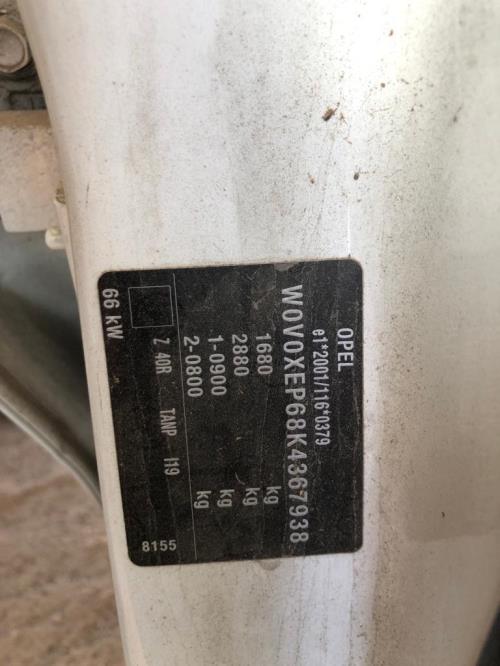 OPEL
e1*2001/116*0379
W0V0XEP68K4367938
1680 kg
2880 kg
1-0900 kg
2-0800 kg
Z 40R TANP I19
66 kW
8155